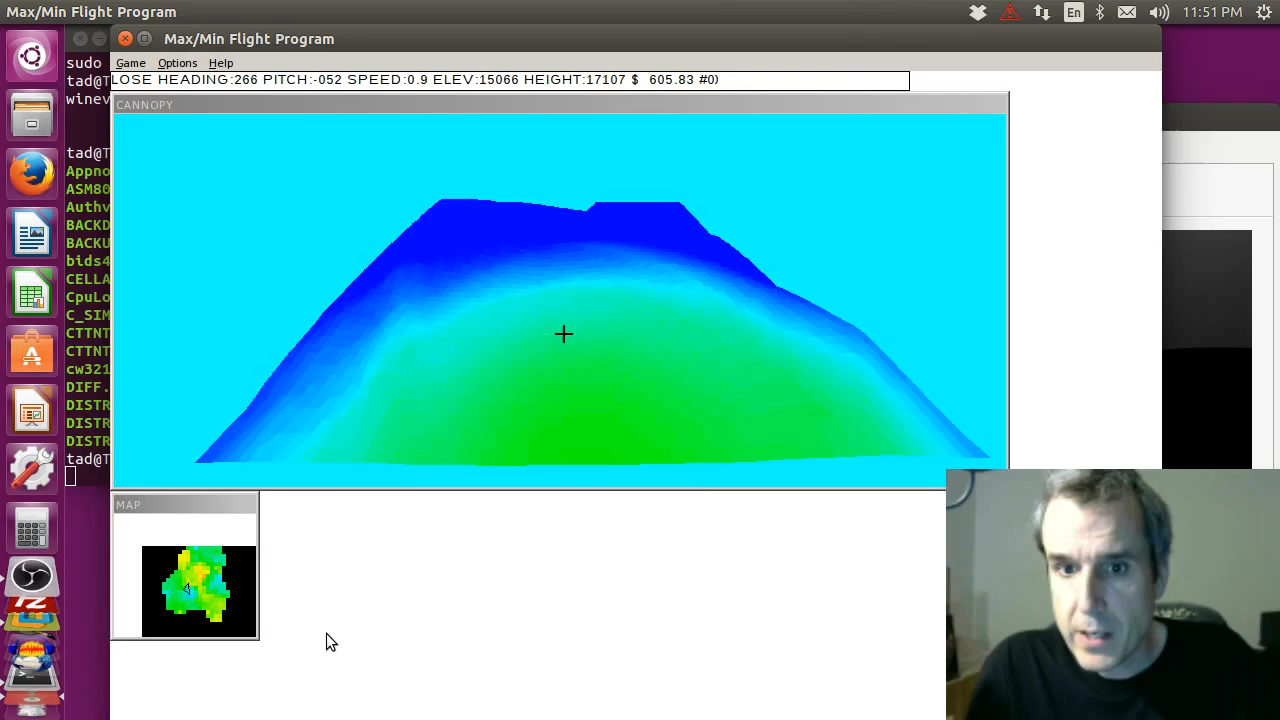 Max/Min Flight Program
En
11:51 PM
Max/Min Flight Program
sudo
Game Options Help
tad@T
LOSE HEADING:266 PITCH:-052 SPEED:0.9 ELEV:15066 HEIGHT:17107 $ 605.83 #0)
winev
CANNOPY
tad@T
Appno
ASM80
Authv
BACKD
BACKU
bids4
CELLA
CpuLo
C_SIM
CTTNT
CTTNT
cw321
DIFF.
DISTR
DISTR
DISTR
tad@T
MAP